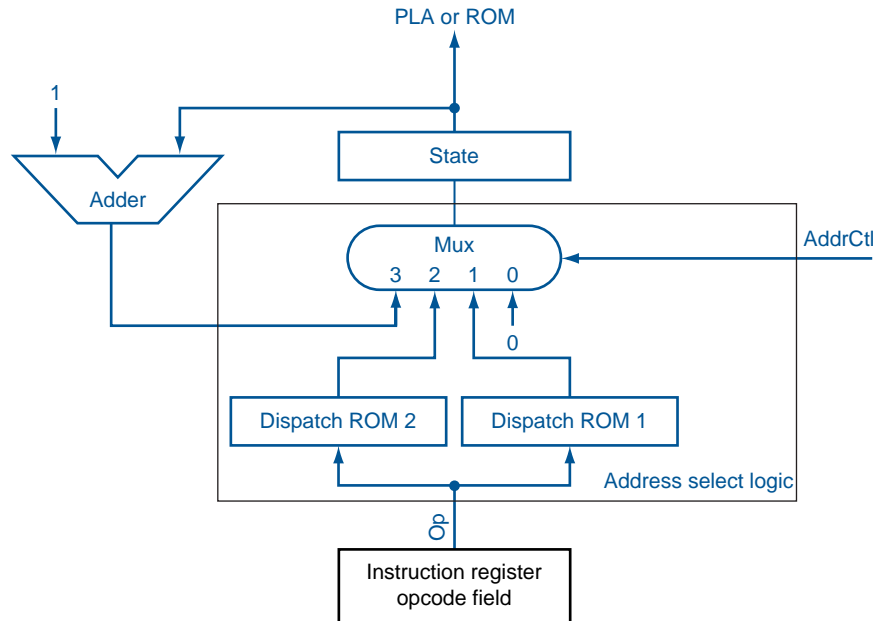 PLA or ROM
1
State
Adder
Mux
AddrCtl
3 2 1 0
0
Dispatch ROM 2
Dispatch ROM 1
Address select logic
Op
Instruction register
opcode field